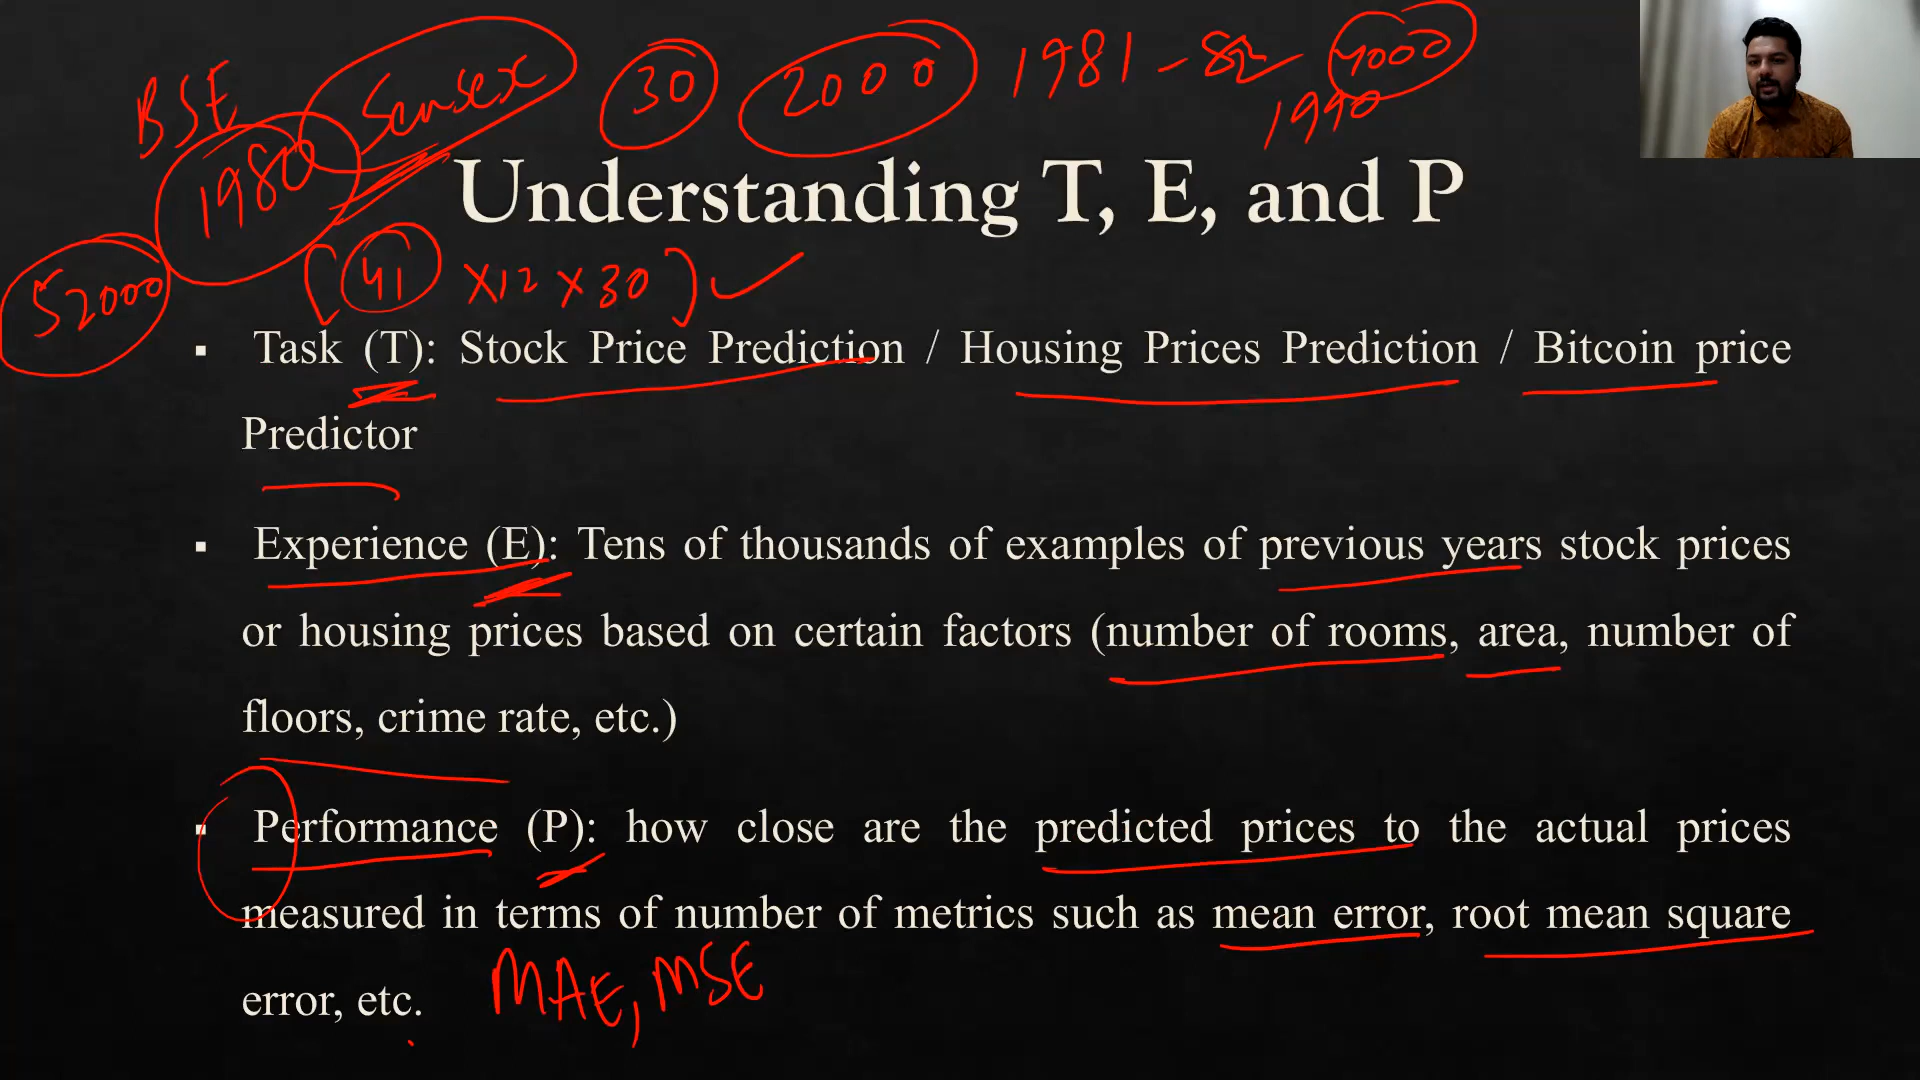 BSE Sensex 30 2000 1981-82 4000
1980 1990
Understanding T, E, and P
52000 [41 X12 X 30]
▪ Task (T): Stock Price Prediction / Housing Prices Prediction / Bitcoin price
Predictor
▪ Experience (E): Tens of thousands of examples of previous years stock prices
or housing prices based on certain factors (number of rooms, area, number of
floors, crime rate, etc.)
▪ Performance (P): how close are the predicted prices to the actual prices
measured in terms of number of metrics such as mean error, root mean square
error, etc. MAE, MSE